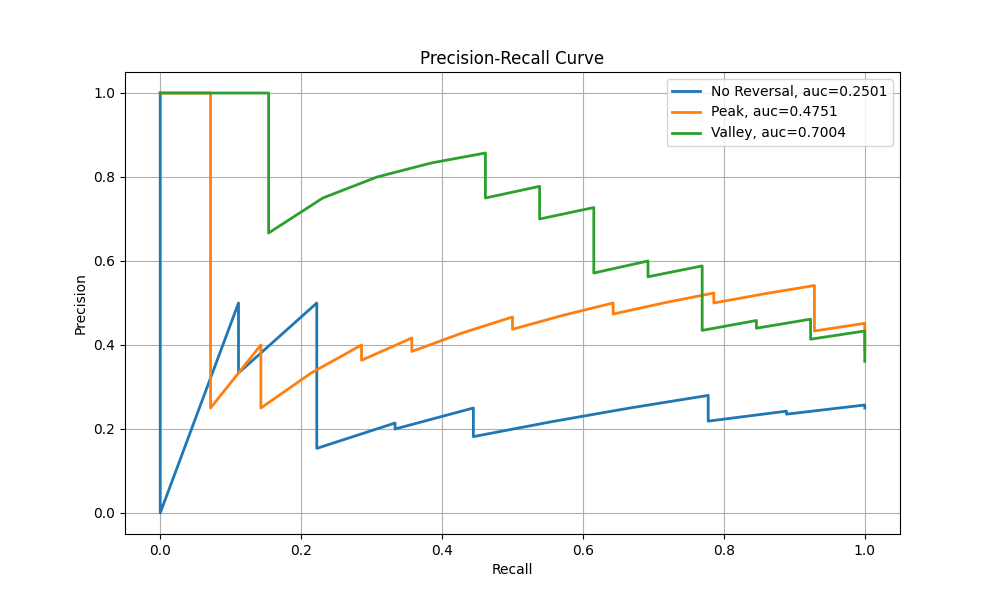 Precision-Recall Curve
No Reversal, auc=0.2501
Peak, auc=0.4751
Valley, auc=0.7004
Precision
1.0
0.8
0.6
0.4
0.2
0.0
0.0 0.2 0.4 0.6 0.8 1.0
Recall